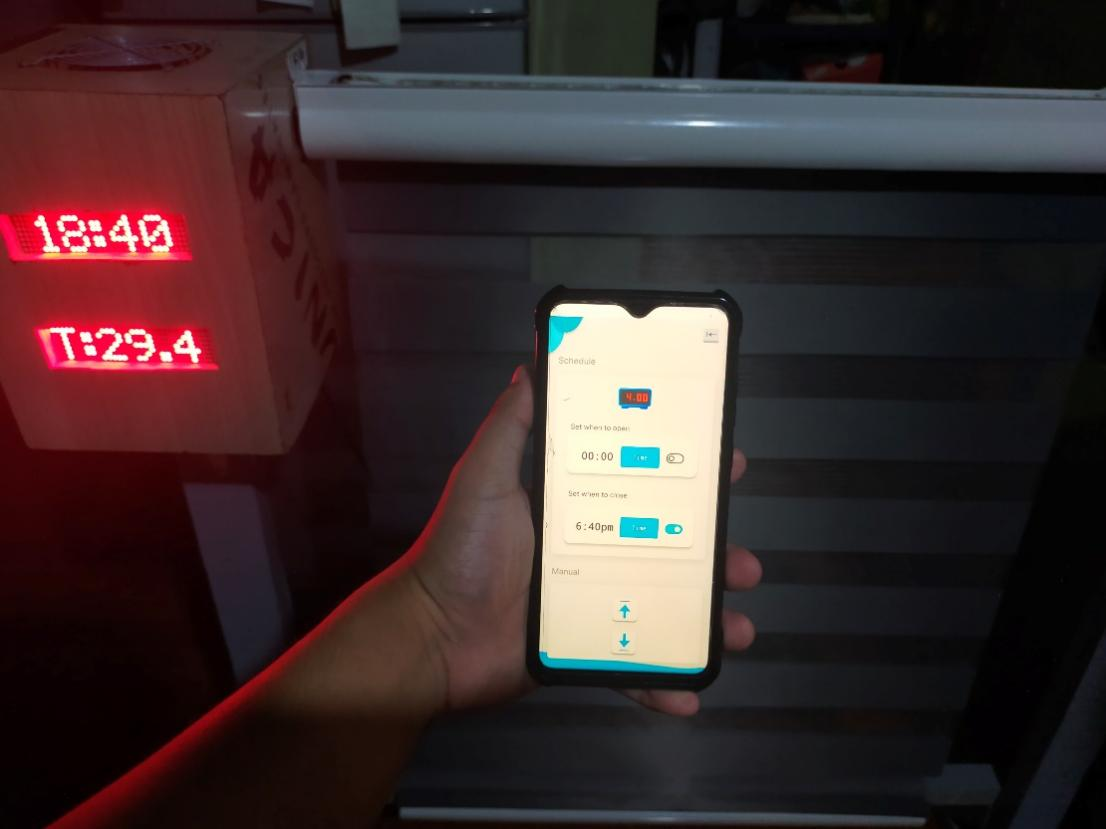 18:40
T:29.4
Schedule
4.00
Set when to open
00:00
Set when to close
6:40pm
Time
Manual